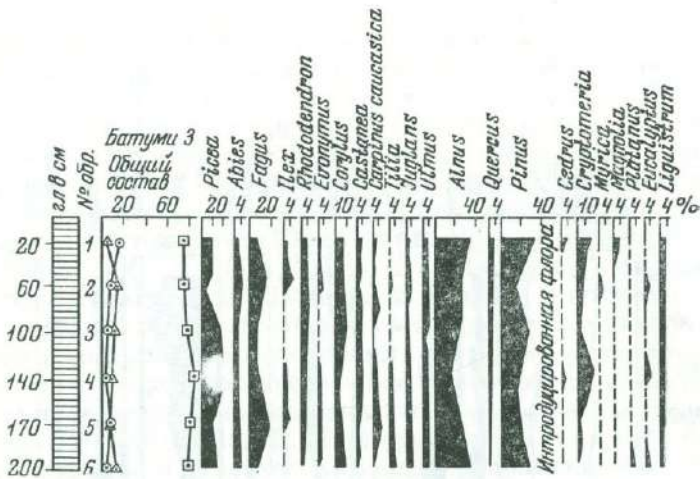 Батуми 3
Общий
состав
гл в см
№ обр.
Picea
Abies
Fagus
Ilex
Rhododendron
Evonymus
Corylus
Castanea
Carpinus caucasica
Tilia
Juglans
Ulmus
Alnus
Quercus
Pinus
Интродуцированная флора
Cedrus
Cryptomeria
Myrica
Magnolia
Platanus
Eucalyptus
Ligustrum
20 60 20 4 20 4 4 4 10 4 4 4 4 4 40 4 40 4 10 4 4 4 4 4 %
20 1
60 2
100 3
140 4
170 5
200 6